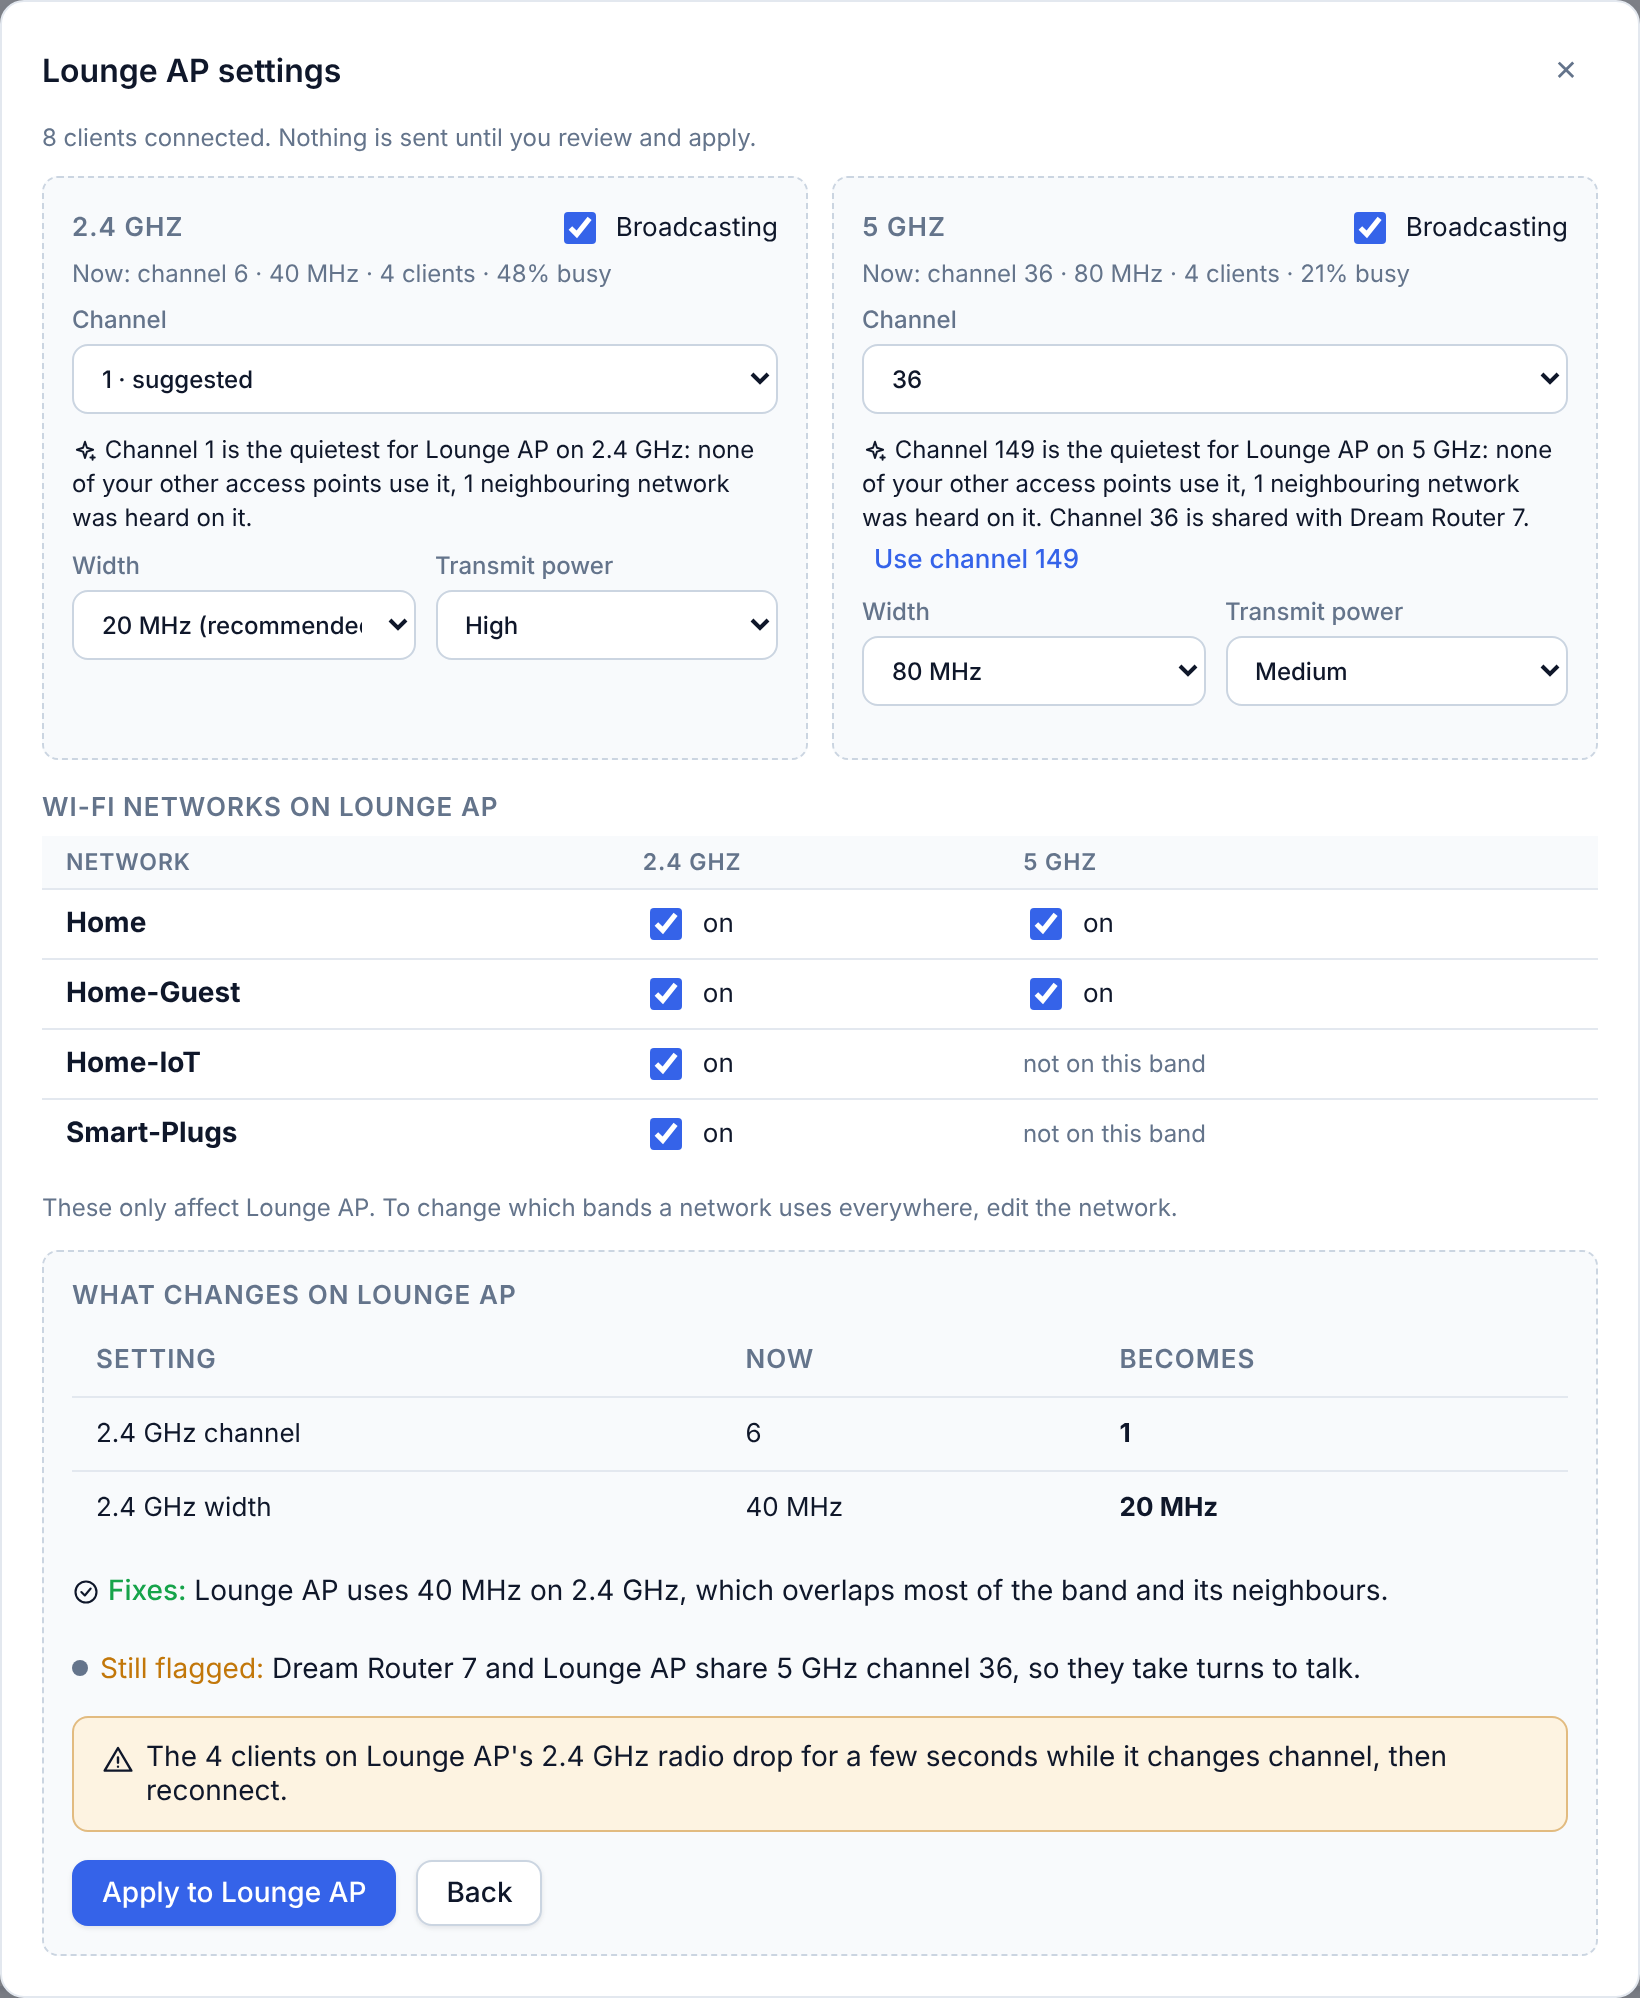 Lounge AP settings
8 clients connected. Nothing is sent until you review and apply.
2.4 GHZ
Broadcasting
Now: channel 6 · 40 MHz · 4 clients · 48% busy
Channel
1 · suggested
Channel 1 is the quietest for Lounge AP on 2.4 GHz: none
of your other access points use it, 1 neighbouring network
was heard on it.
Width
Transmit power
20 MHz (recommende
High
5 GHZ
Broadcasting
Now: channel 36 · 80 MHz · 4 clients · 21% busy
Channel
36
Channel 149 is the quietest for Lounge AP on 5 GHz: none
of your other access points use it, 1 neighbouring network
was heard on it. Channel 36 is shared with Dream Router 7.
Use channel 149
Width
Transmit power
80 MHz
Medium
WI-FI NETWORKS ON LOUNGE AP
NETWORK 2.4 GHZ 5 GHZ
Home on on
Home-Guest on on
Home-IoT on not on this band
Smart-Plugs on not on this band
These only affect Lounge AP. To change which bands a network uses everywhere, edit the network.
WHAT CHANGES ON LOUNGE AP
SETTING NOW BECOMES
2.4 GHz channel 6 1
2.4 GHz width 40 MHz 20 MHz
Fixes: Lounge AP uses 40 MHz on 2.4 GHz, which overlaps most of the band and its neighbours.
Still flagged: Dream Router 7 and Lounge AP share 5 GHz channel 36, so they take turns to talk.
The 4 clients on Lounge AP's 2.4 GHz radio drop for a few seconds while it changes channel, then
reconnect.
Apply to Lounge AP
Back